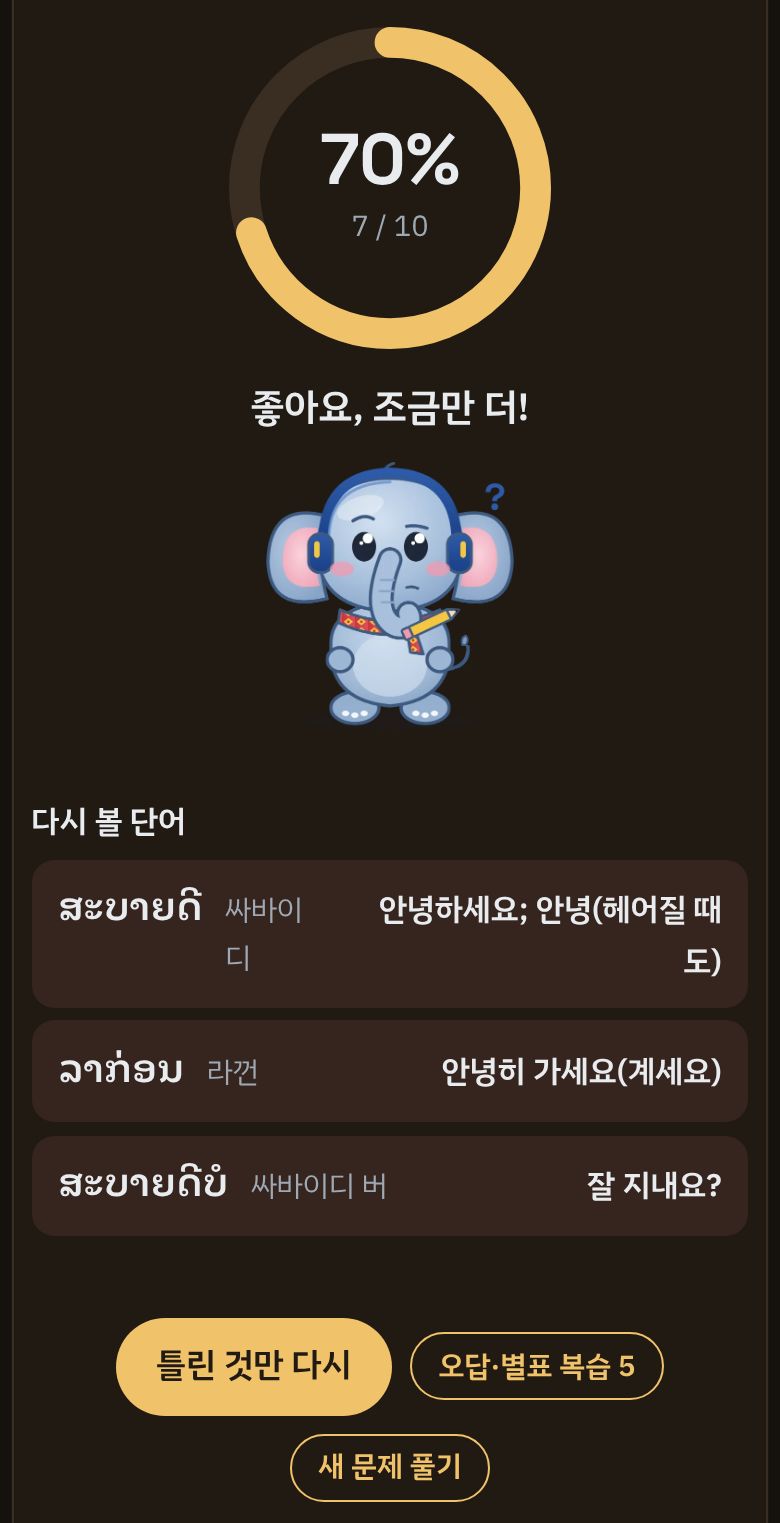 70%
7 / 10
좋아요, 조금만 더!
?
다시 볼 단어
ສະບາຍດີ 싸바이 안녕하세요; 안녕(헤어질 때
디 도)
ລາກ່ອນ 라껀 안녕히 가세요(계세요)
ສະບາຍດີບໍ 싸바이디 버 잘 지내요?
틀린 것만 다시 오답·별표 복습 5
새 문제 풀기